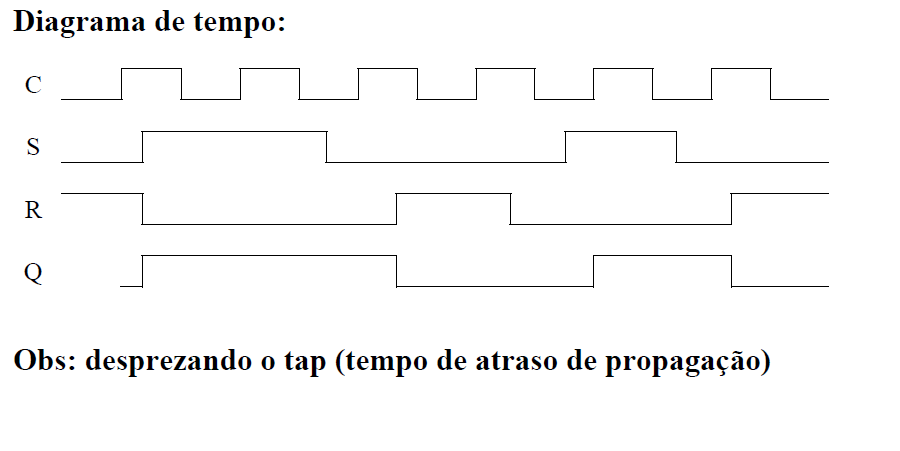 Diagrama de tempo:
C
S
R
Q
Obs: desprezando o tap (tempo de atraso de propagação)